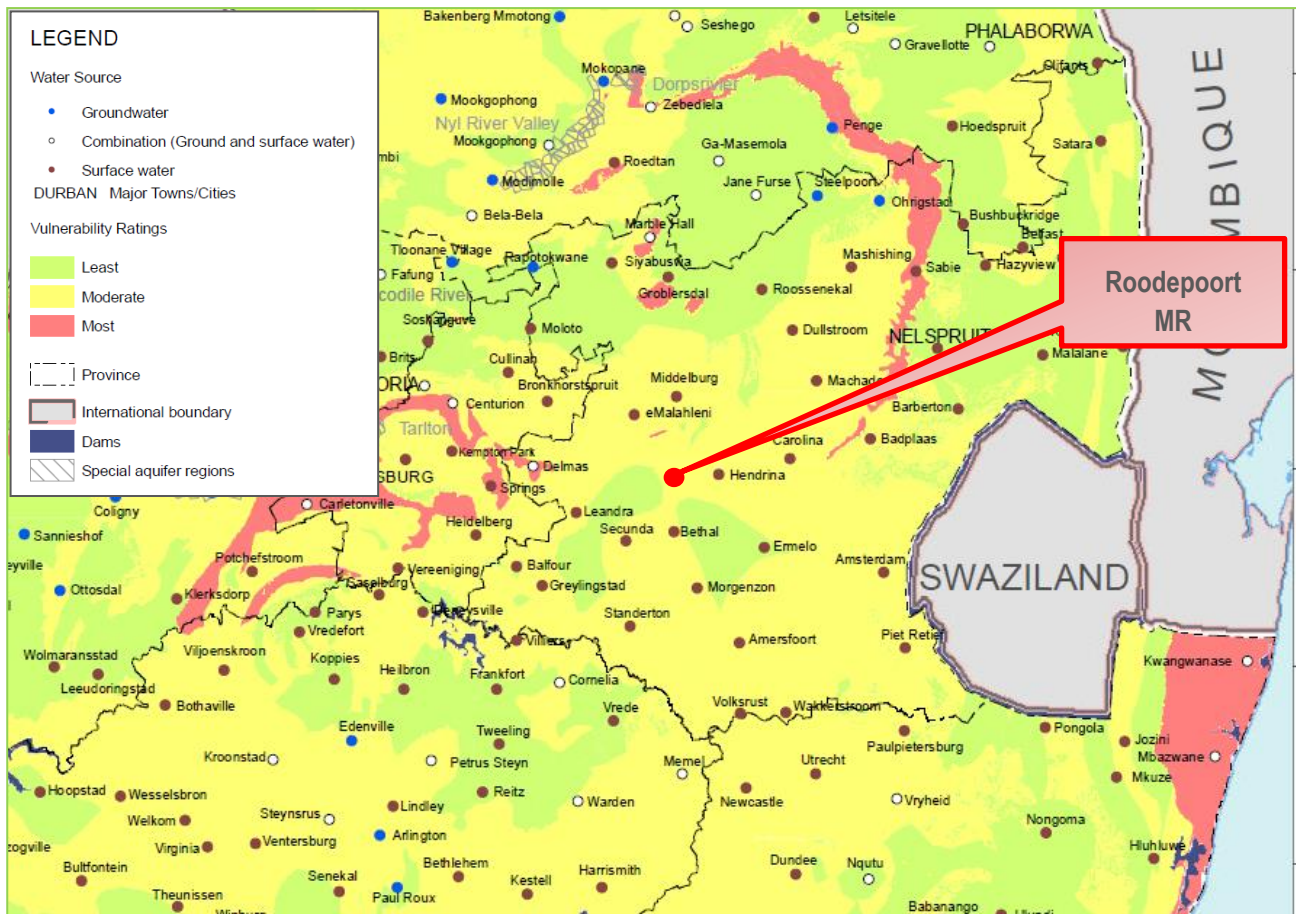 LEGEND
Water Source
Groundwater
Combination (Ground and surface water)
Surface water
DURBAN Major Towns/Cities
Vulnerability Ratings
Least
Moderate
Most
Province
International boundary
Dams
Special aquifer regions
Bakenberg Mmotong
Seshego
Letsitele
Gravellotte
PHALABORWA
Olifants
Mokopane
Dorpsrivier
Mookgophong
Zebediela
Nyl River Valley
Penge
Hoedspruit
Mookgophong
Ga-Masemola
Satara
Roedtan
Modimolle
Jane Furse
Steelpoort
Ohrigstad
Bela-Bela
Bushbuckridge
Marble Hall
Belfast
Tloonane Village
Rapotokwane
Siyabuswa
Mashishing
Sabie
Hazyview
Fafung
Groblersdal
Roossenekal
Soshanguve
Moloto
Dullstroom
NELSPRUIT
Malalane
Brits
Cullinan
Bronkhorstspruit
Middelburg
Machado
ORIA
Centurion
eMalahleni
Barberton
Tarlton
Carolina
Badplaas
Kempton Park
Delmas
SBURG
Hendrina
Springs
Carletonville
Coligny
Leandra
Sannieshof
Heidelberg
Secunda
Bethal
Ermelo
eyville
Potchefstroom
Vereeniging
Balfour
Amsterdam
SWAZILAND
Ottosdal
Klerksdorp
Saselburg
Greylingstad
Morgenzon
Parys
Deneysville
Standerton
Vredefort
Villiers
Amersfoort
Piet Retief
Wolmaransstad
Viljoenskroon
Koppies
Heilbron
Frankfort
Cornelia
Kwangwanase
Leeudoringstad
Bothaville
Vrede
Volksrust
Wakkerstroom
Edenville
Tweeling
Paulpietersburg
Pongola
Jozini
Kroonstad
Petrus Steyn
Memel
Utrecht
Mbazwane
Mkuze
Hoopstad
Wesselsbron
Reitz
Newcastle
Warden
Vryheid
Steynsrus
Lindley
Welkom
Nongoma
Virginia
Ventersburg
Arlington
zogville
Hluhluwe
Bultfontein
Senekal
Bethlehem
Harrismith
Dundee
Nqutu
Theunissen
Paul Roux
Kestell
Babanango
Roodepoort
MR